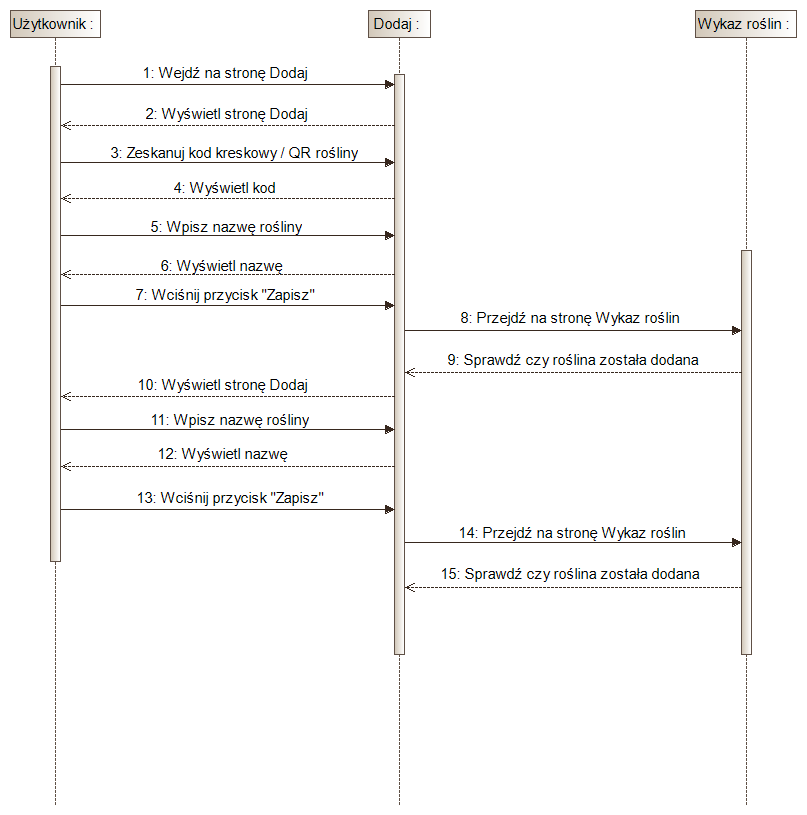 Użytkownik :
Dodaj :
Wykaz roślin :
1: Wejdź na stronę Dodaj
2: Wyświetl stronę Dodaj
3: Zeskanuj kod kreskowy / QR rośliny
4: Wyświetl kod
5: Wpisz nazwę rośliny
6: Wyświetl nazwę
7: Wciśnij przycisk "Zapisz"
8: Przejdź na stronę Wykaz roślin
9: Sprawdź czy roślina została dodana
10: Wyświetl stronę Dodaj
11: Wpisz nazwę rośliny
12: Wyświetl nazwę
13: Wciśnij przycisk "Zapisz"
14: Przejdź na stronę Wykaz roślin
15: Sprawdź czy roślina została dodana